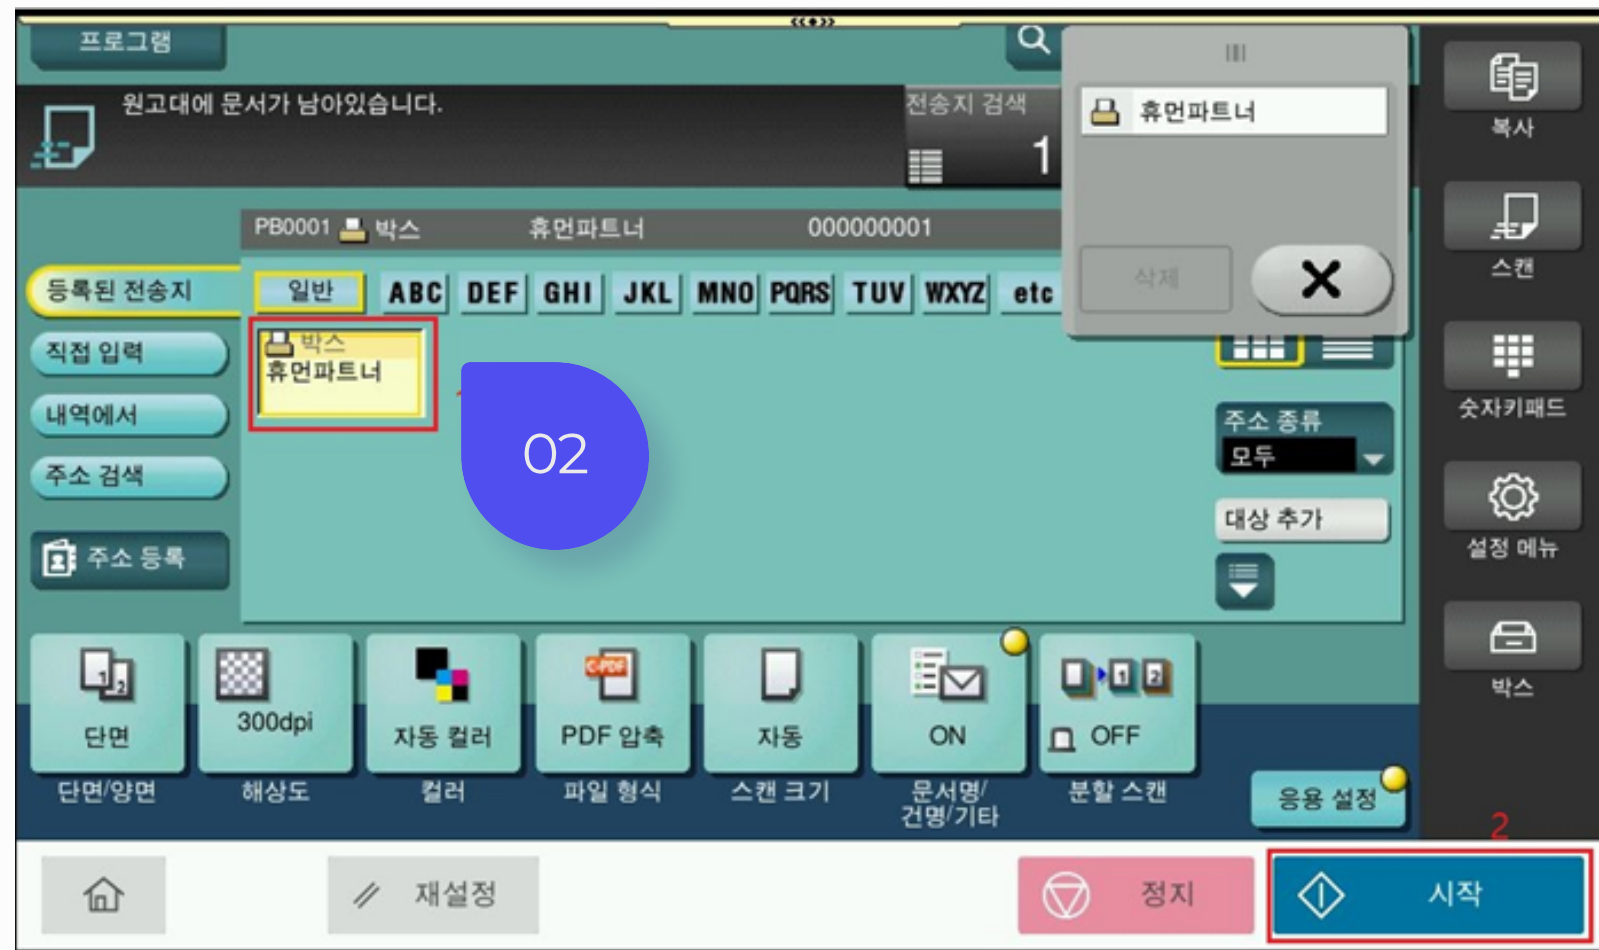 프로그램
원고대에 문서가 남아있습니다.
전송지 검색
1
휴먼파트너
삭제
PB0001 박스 휴먼파트너 000000001
등록된 전송지
일반 ABC DEF GHI JKL MNO PQRS TUV WXYZ etc
직접 입력
내역에서
주소 검색
주소 등록
박스
휴먼파트너
02
주소 종류
모두
대상 추가
1 2
단면
단면/양면
300dpi
해상도
자동 컬러
컬러
C-PDF
PDF 압축
파일 형식
자동
스캔 크기
ON
문서명/
건명/기타
1 2
OFF
분할 스캔
응용 설정
복사
스캔
숫자키패드
설정 메뉴
박스
2
재설정
정지
시작